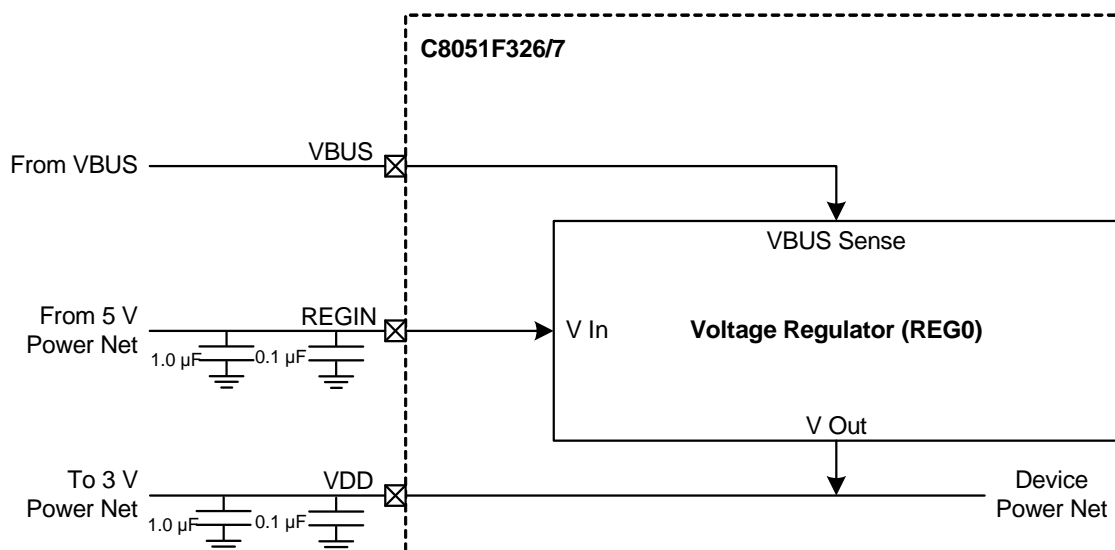 C8051F326/7
From VBUS
VBUS
VBUS Sense
From 5 V
Power Net
REGIN
1.0 µF
0.1 µF
V In
Voltage Regulator (REG0)
V Out
To 3 V
Power Net
VDD
1.0 µF
0.1 µF
Device
Power Net